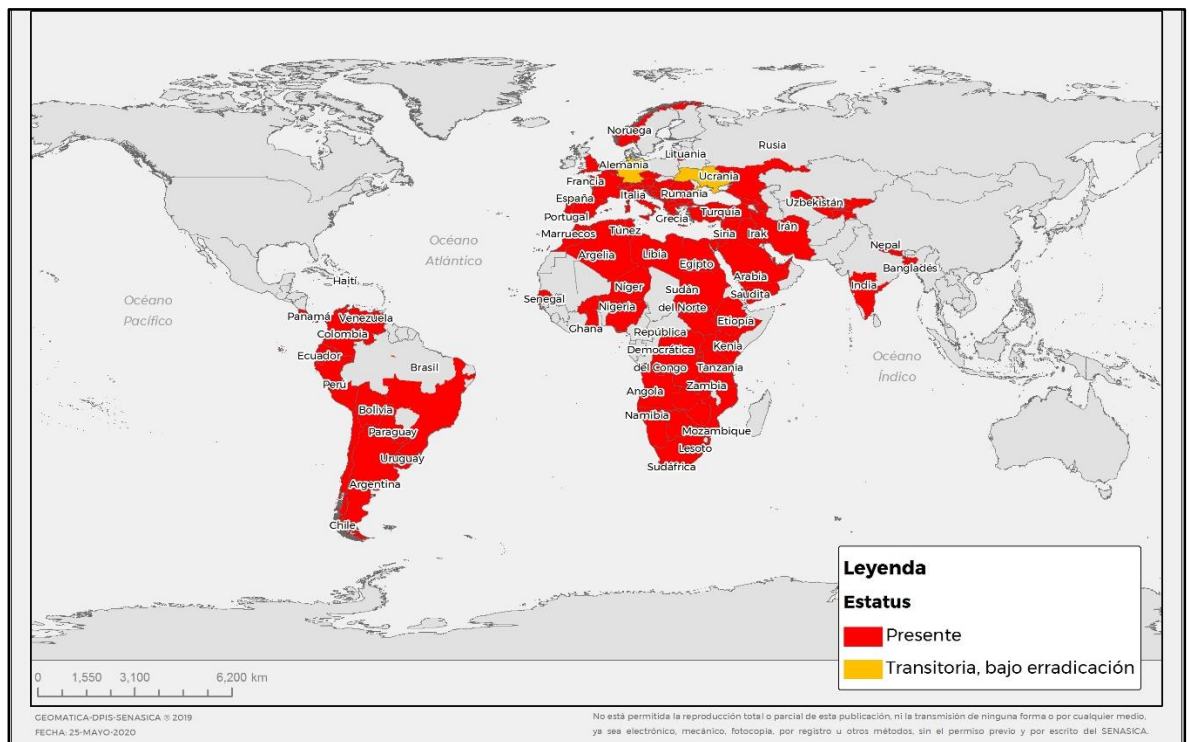 Noruega
Rusia
Lituania
Alemania
Ucrania
Francia
Italia
Rumania
España
Uzbekistán
Portugal
Grecia
Turquía
Marruecos
Túnez
Siria
Irak
Irán
Océano
Atlántico
Argelia
Libia
Egipto
Nepal
Bangladés
Haití
Arabia
Saudita
India
Océano
Pacífico
Senegal
Níger
Sudán
del Norte
Panamá
Venezuela
Nigeria
Colombia
Ghana
Etiopía
República
Democrática
del Congo
Kenia
Ecuador
Brasil
Tanzania
Océano
Índico
Perú
Angola
Zambia
Bolivia
Namibia
Paraguay
Mozambique
Uruguay
Lesoto
Sudáfrica
Argentina
Chile
Leyenda
Estatus
Presente
Transitoria, bajo erradicación
0 1,550 3,100 6,200 km
GEOMATICA-DPIS-SENASICA ® 2019
FECHA: 25-MAYO-2020
No está permitida la reproducción total o parcial de esta publicación, ni la transmisión de ninguna forma o por cualquier medio,
ya sea electrónico, mecánico, fotocopia, por registro u otros métodos, sin el permiso previo y por escrito del SENASICA.